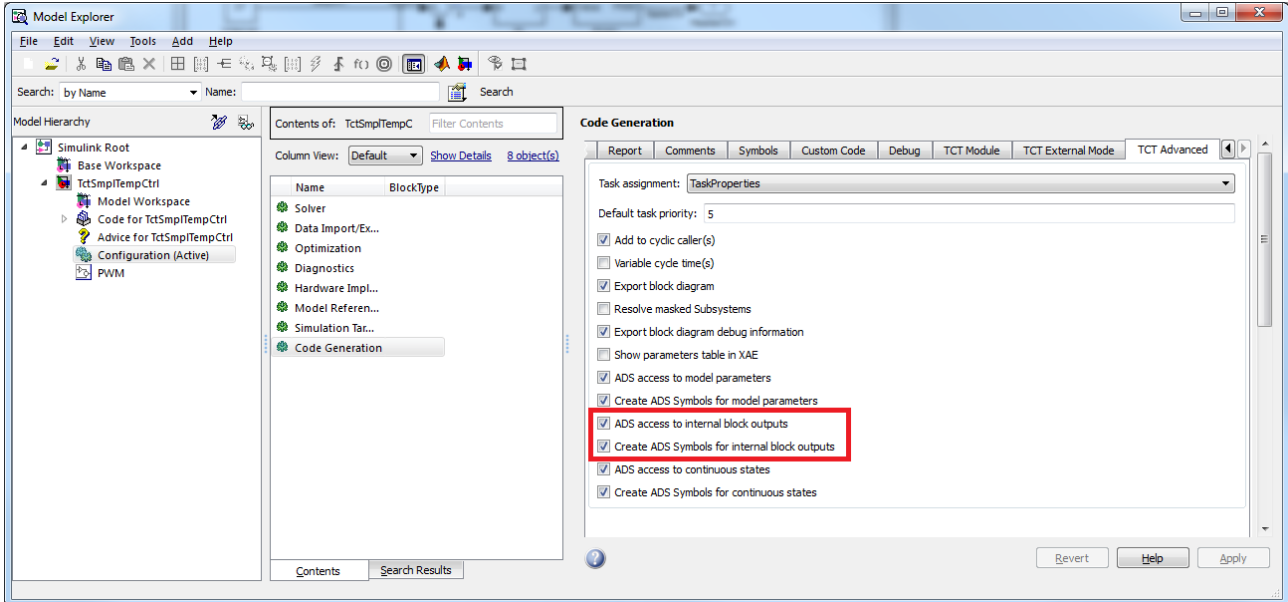 Model Explorer
File Edit View Tools Add Help
Search: by Name Name: Search
Model Hierarchy
Simulink Root
Base Workspace
TctSmplTempCtrl
Model Workspace
Code for TctSmplTempCtrl
Advice for TctSmplTempCtrl
Configuration (Active)
PWM
Contents of: TctSmplTempC Filter Contents
Column View: Default Show Details 8 object(s)
Name BlockType
Solver
Data Import/Ex...
Optimization
Diagnostics
Hardware Impl...
Model Referen...
Simulation Tar...
Code Generation
Contents Search Results
Code Generation
Report Comments Symbols Custom Code Debug TCT Module TCT External Mode TCT Advanced
Task assignment: TaskProperties
Default task priority: 5
Add to cyclic caller(s)
Variable cycle time(s)
Export block diagram
Resolve masked Subsystems
Export block diagram debug information
Show parameters table in XAE
ADS access to model parameters
Create ADS Symbols for model parameters
ADS access to internal block outputs
Create ADS Symbols for internal block outputs
ADS access to continuous states
Create ADS Symbols for continuous states
Revert Help Apply